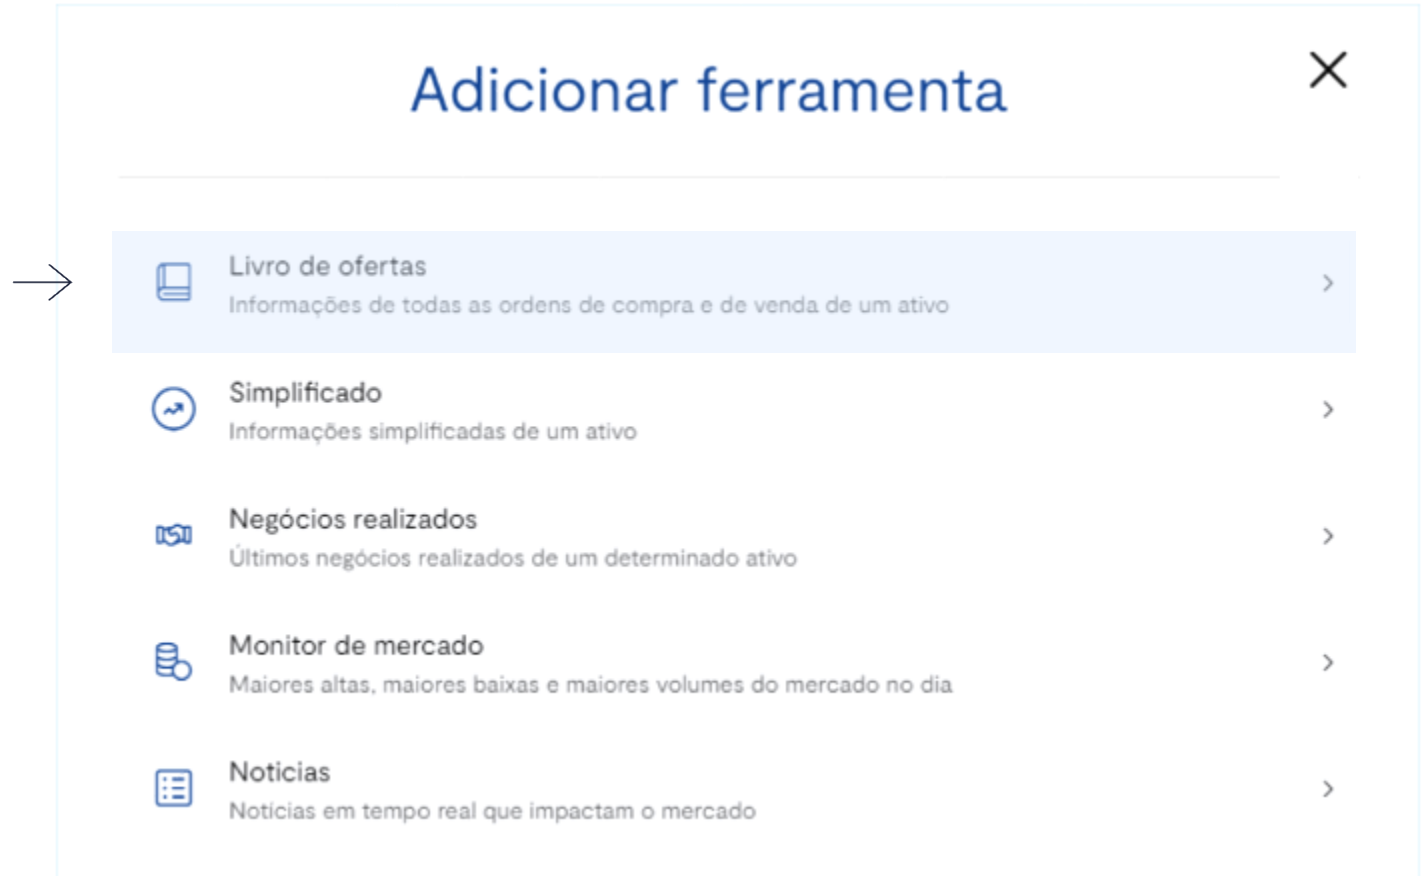 Adicionar ferramenta
Livro de ofertas
Informações de todas as ordens de compra e de venda de um ativo
Simplificado
Informações simplificadas de um ativo
Negócios realizados
Últimos negócios realizados de um determinado ativo
Monitor de mercado
Maiores altas, maiores baixas e maiores volumes do mercado no dia
Noticias
Notícias em tempo real que impactam o mercado